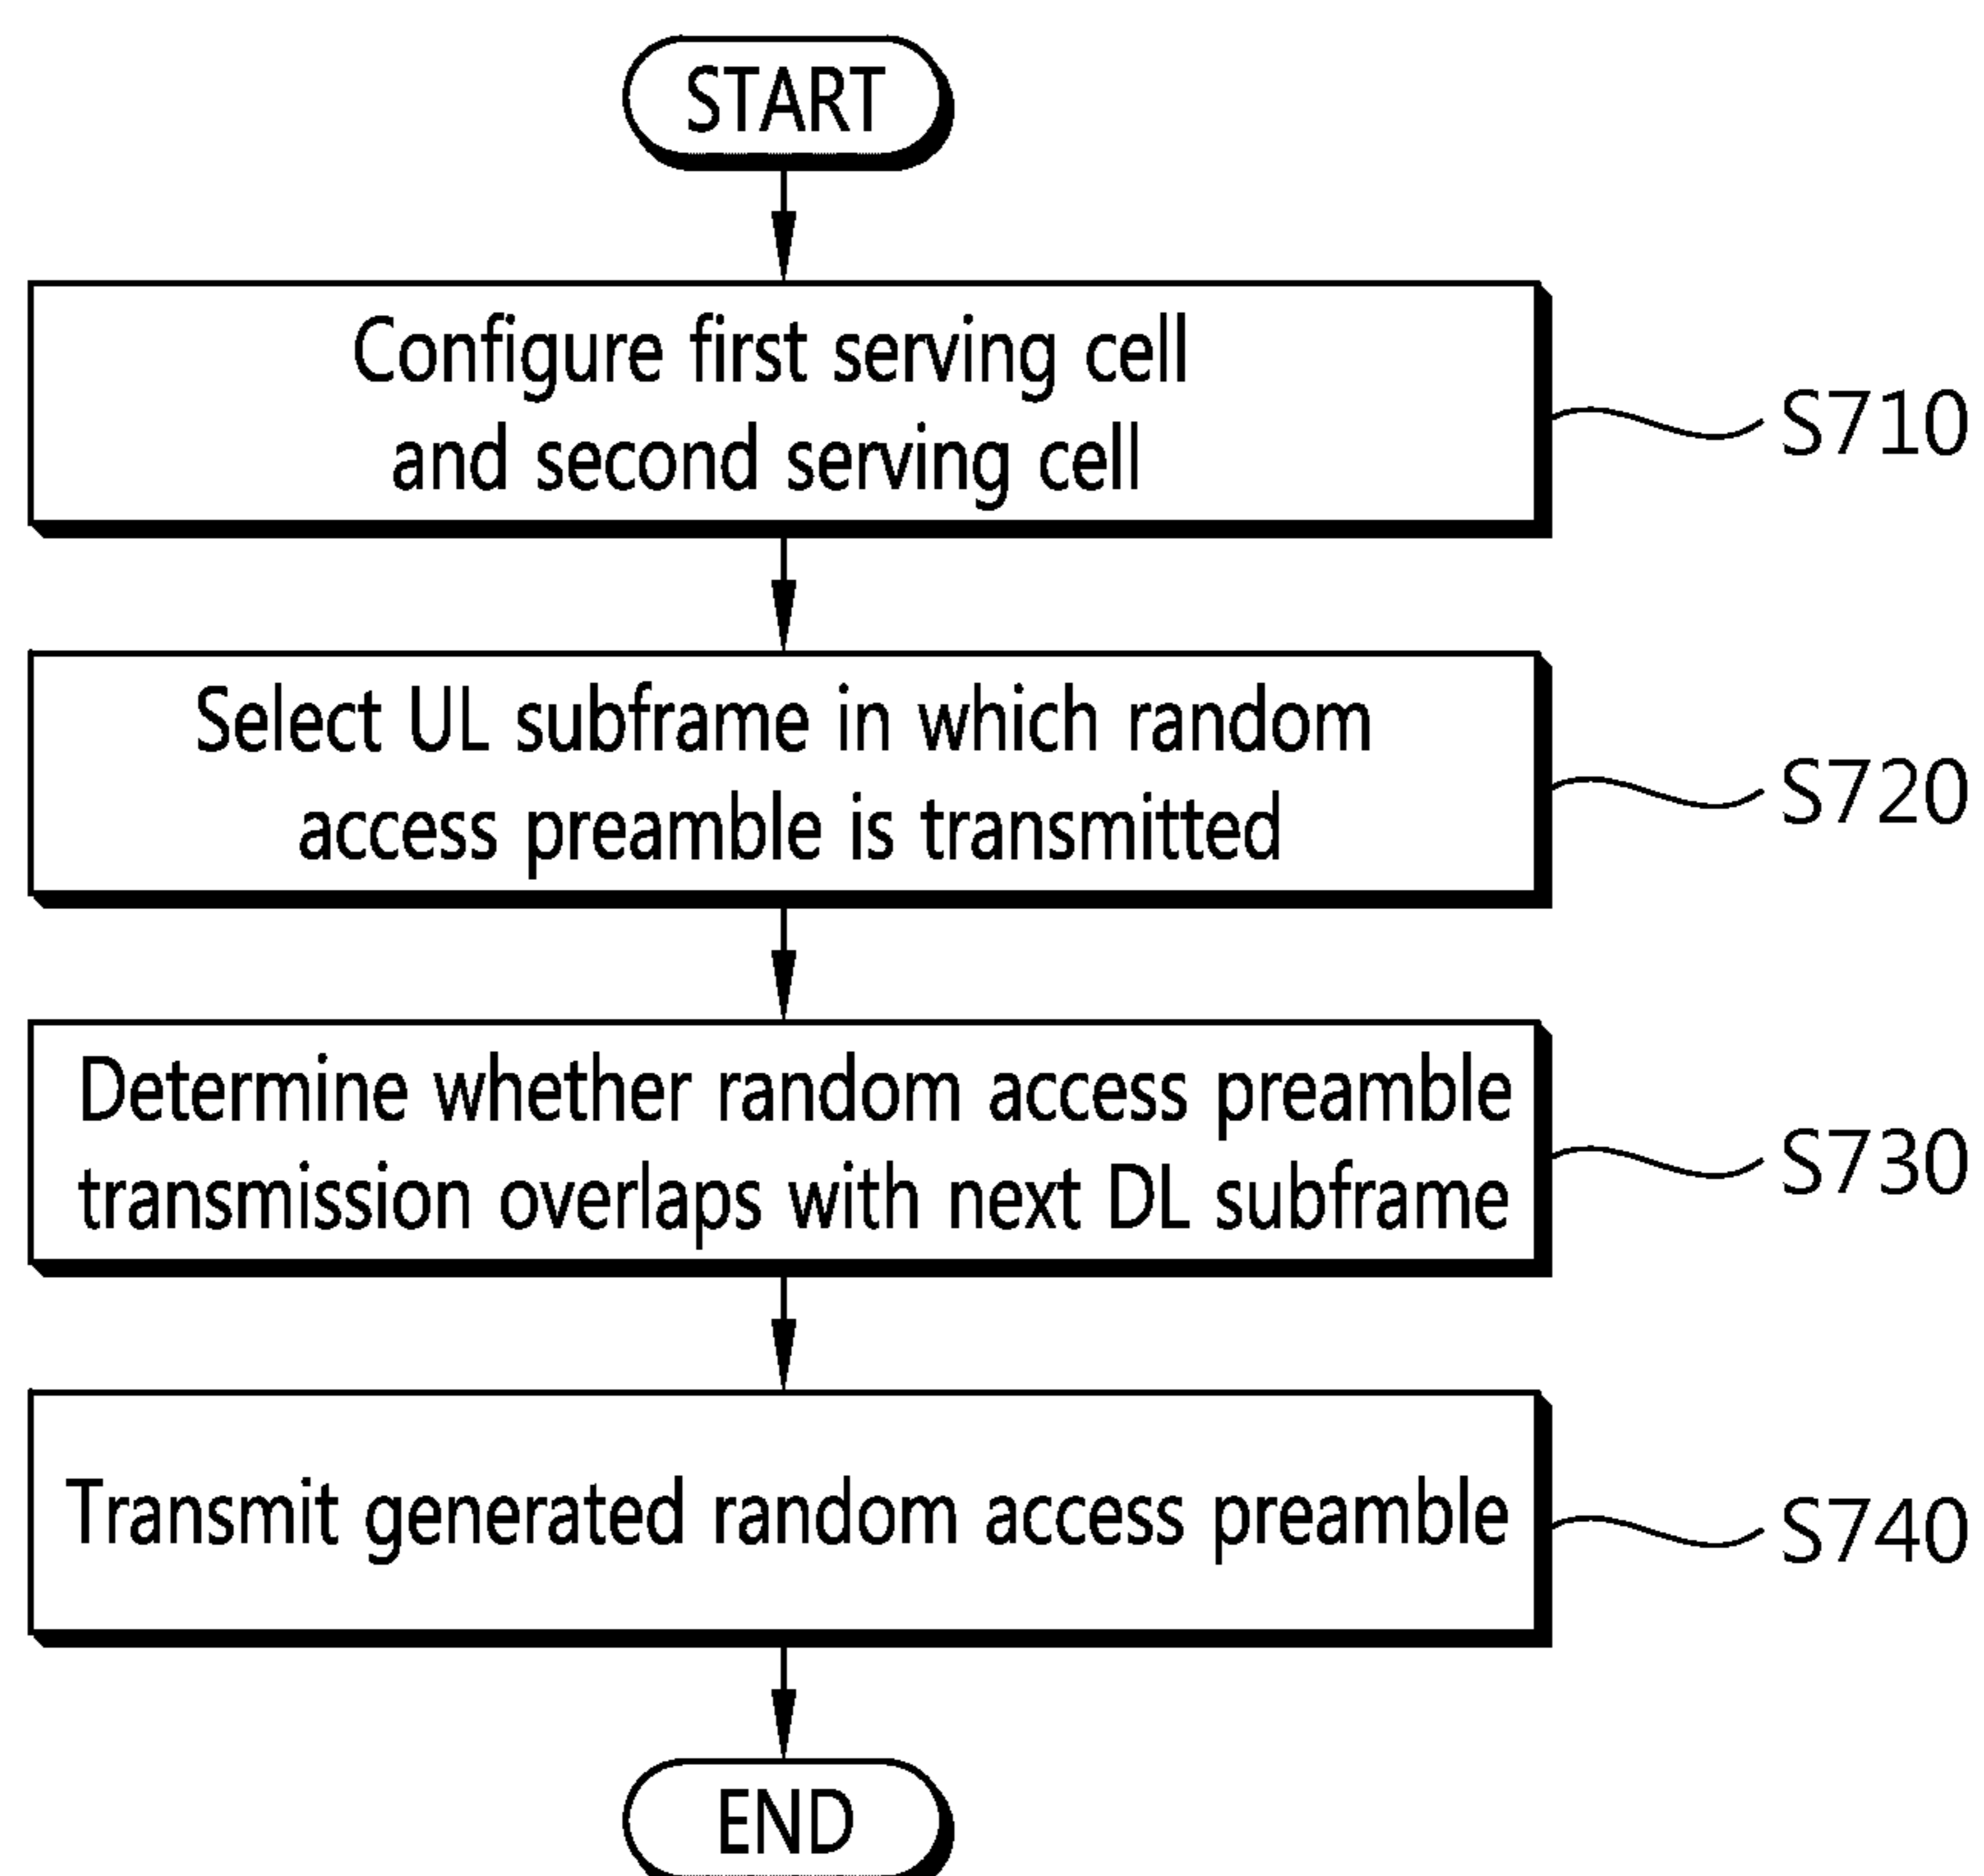 START
Configure first serving cell
and second serving cell
S710
Select UL subframe in which random
access preamble is transmitted
S720
Determine whether random access preamble
transmission overlaps with next DL subframe
S730
Transmit generated random access preamble
S740
END